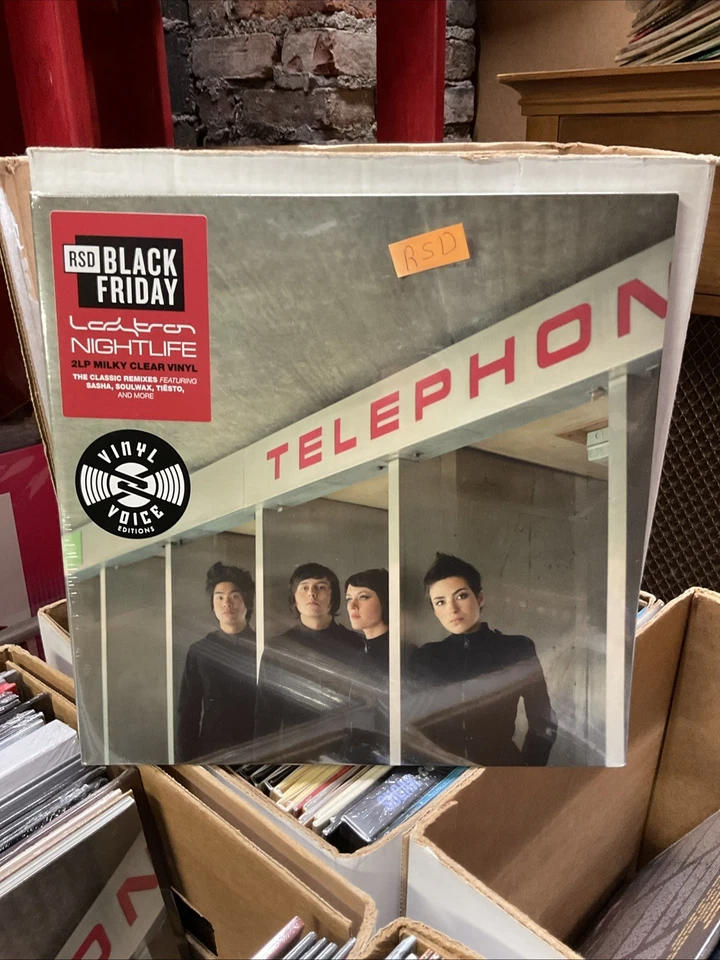 RSD BLACK
FRIDAY
Ladytron
NIGHTLIFE
2LP MILKY CLEAR VINYL
THE CLASSIC REMIXES FEATURING
SASHA, SOULWAX, TIËSTO,
AND MORE
RSD
TELEPHON
VINYL
VOICE
EDITIONS